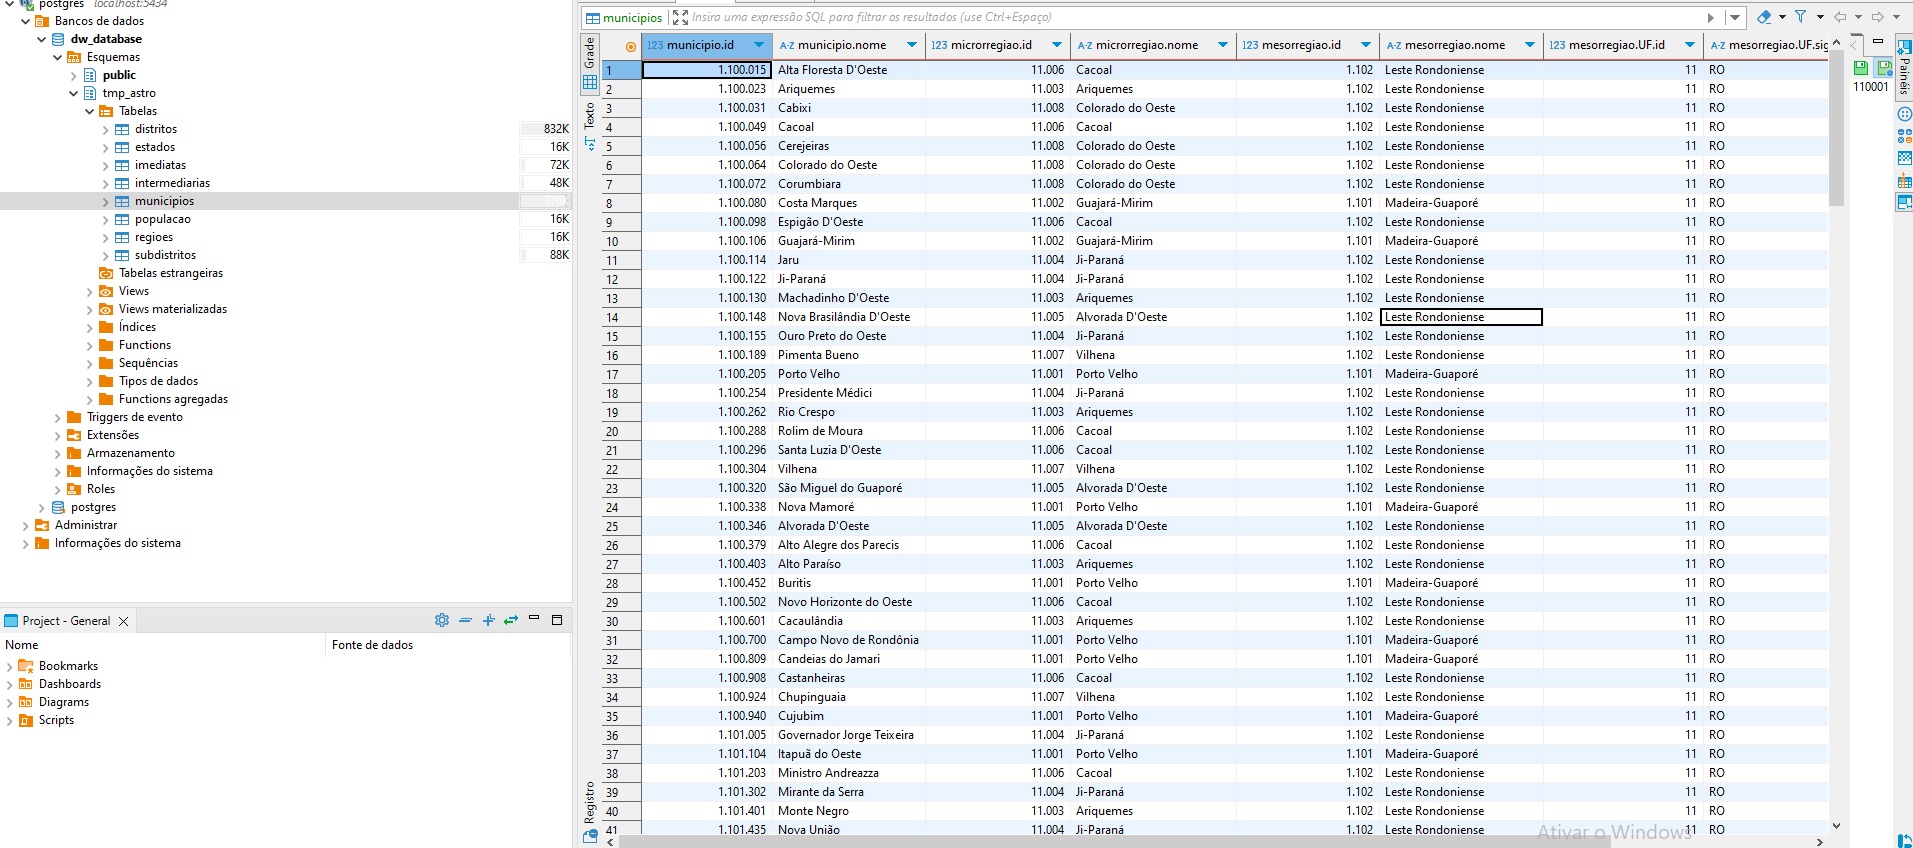 postgres localhost:5434
Bancos de dados
dw_database
Esquemas
public
tmp_astro
Tabelas
distritos 832K
estados 16K
imediatas 72K
intermediarias 48K
municipios
populacao 16K
regioes 16K
subdistritos 88K
Tabelas estrangeiras
Views
Views materializadas
Índices
Functions
Sequências
Tipos de dados
Functions agregadas
Triggers de evento
Extensões
Armazenamento
Informações do sistema
Roles
postgres
Administrar
Informações do sistema
Project - General
Nome Fonte de dados
Bookmarks
Dashboards
Diagrams
Scripts
municipios Insira uma expressão SQL para filtrar os resultados (use Ctrl+Espaço)
Grade
Texto
Registro
123 municipio.id A-Z municipio.nome 123 microrregiao.id A-Z microrregiao.nome 123 mesorregiao.id A-Z mesorregiao.nome 123 mesorregiao.UF.id A-Z mesorregiao.UF.sig
1 1.100.015 Alta Floresta D'Oeste 11.006 Cacoal 1.102 Leste Rondoniense 11 RO
2 1.100.023 Ariquemes 11.003 Ariquemes 1.102 Leste Rondoniense 11 RO
3 1.100.031 Cabixi 11.008 Colorado do Oeste 1.102 Leste Rondoniense 11 RO
4 1.100.049 Cacoal 11.006 Cacoal 1.102 Leste Rondoniense 11 RO
5 1.100.056 Cerejeiras 11.008 Colorado do Oeste 1.102 Leste Rondoniense 11 RO
6 1.100.064 Colorado do Oeste 11.008 Colorado do Oeste 1.102 Leste Rondoniense 11 RO
7 1.100.072 Corumbiara 11.008 Colorado do Oeste 1.102 Leste Rondoniense 11 RO
8 1.100.080 Costa Marques 11.002 Guajará-Mirim 1.101 Madeira-Guaporé 11 RO
9 1.100.098 Espigão D'Oeste 11.006 Cacoal 1.102 Leste Rondoniense 11 RO
10 1.100.106 Guajará-Mirim 11.002 Guajará-Mirim 1.101 Madeira-Guaporé 11 RO
11 1.100.114 Jaru 11.004 Ji-Paraná 1.102 Leste Rondoniense 11 RO
12 1.100.122 Ji-Paraná 11.004 Ji-Paraná 1.102 Leste Rondoniense 11 RO
13 1.100.130 Machadinho D'Oeste 11.003 Ariquemes 1.102 Leste Rondoniense 11 RO
14 1.100.148 Nova Brasilândia D'Oeste 11.005 Alvorada D'Oeste 1.102 Leste Rondoniense 11 RO
15 1.100.155 Ouro Preto do Oeste 11.004 Ji-Paraná 1.102 Leste Rondoniense 11 RO
16 1.100.189 Pimenta Bueno 11.007 Vilhena 1.102 Leste Rondoniense 11 RO
17 1.100.205 Porto Velho 11.001 Porto Velho 1.101 Madeira-Guaporé 11 RO
18 1.100.254 Presidente Médici 11.004 Ji-Paraná 1.102 Leste Rondoniense 11 RO
19 1.100.262 Rio Crespo 11.003 Ariquemes 1.102 Leste Rondoniense 11 RO
20 1.100.288 Rolim de Moura 11.006 Cacoal 1.102 Leste Rondoniense 11 RO
21 1.100.296 Santa Luzia D'Oeste 11.006 Cacoal 1.102 Leste Rondoniense 11 RO
22 1.100.304 Vilhena 11.007 Vilhena 1.102 Leste Rondoniense 11 RO
23 1.100.320 São Miguel do Guaporé 11.005 Alvorada D'Oeste 1.102 Leste Rondoniense 11 RO
24 1.100.338 Nova Mamoré 11.001 Porto Velho 1.101 Madeira-Guaporé 11 RO
25 1.100.346 Alvorada D'Oeste 11.005 Alvorada D'Oeste 1.102 Leste Rondoniense 11 RO
26 1.100.379 Alto Alegre dos Parecis 11.006 Cacoal 1.102 Leste Rondoniense 11 RO
27 1.100.403 Alto Paraíso 11.003 Ariquemes 1.102 Leste Rondoniense 11 RO
28 1.100.452 Buritis 11.001 Porto Velho 1.101 Madeira-Guaporé 11 RO
29 1.100.502 Novo Horizonte do Oeste 11.006 Cacoal 1.102 Leste Rondoniense 11 RO
30 1.100.601 Cacaulândia 11.003 Ariquemes 1.102 Leste Rondoniense 11 RO
31 1.100.700 Campo Novo de Rondônia 11.001 Porto Velho 1.101 Madeira-Guaporé 11 RO
32 1.100.809 Candeias do Jamari 11.001 Porto Velho 1.101 Madeira-Guaporé 11 RO
33 1.100.908 Castanheiras 11.006 Cacoal 1.102 Leste Rondoniense 11 RO
34 1.100.924 Chupinguaia 11.007 Vilhena 1.102 Leste Rondoniense 11 RO
35 1.100.940 Cujubim 11.001 Porto Velho 1.101 Madeira-Guaporé 11 RO
36 1.101.005 Governador Jorge Teixeira 11.004 Ji-Paraná 1.102 Leste Rondoniense 11 RO
37 1.101.104 Itapuã do Oeste 11.001 Porto Velho 1.101 Madeira-Guaporé 11 RO
38 1.101.203 Ministro Andreazza 11.006 Cacoal 1.102 Leste Rondoniense 11 RO
39 1.101.302 Mirante da Serra 11.004 Ji-Paraná 1.102 Leste Rondoniense 11 RO
40 1.101.401 Monte Negro 11.003 Ariquemes 1.102 Leste Rondoniense 11 RO
41 1.101.435 Nova União 11.004 Ji-Paraná 1.102 Leste Rondoniense 11 RO
Ativar o Windows
110001
Painéis